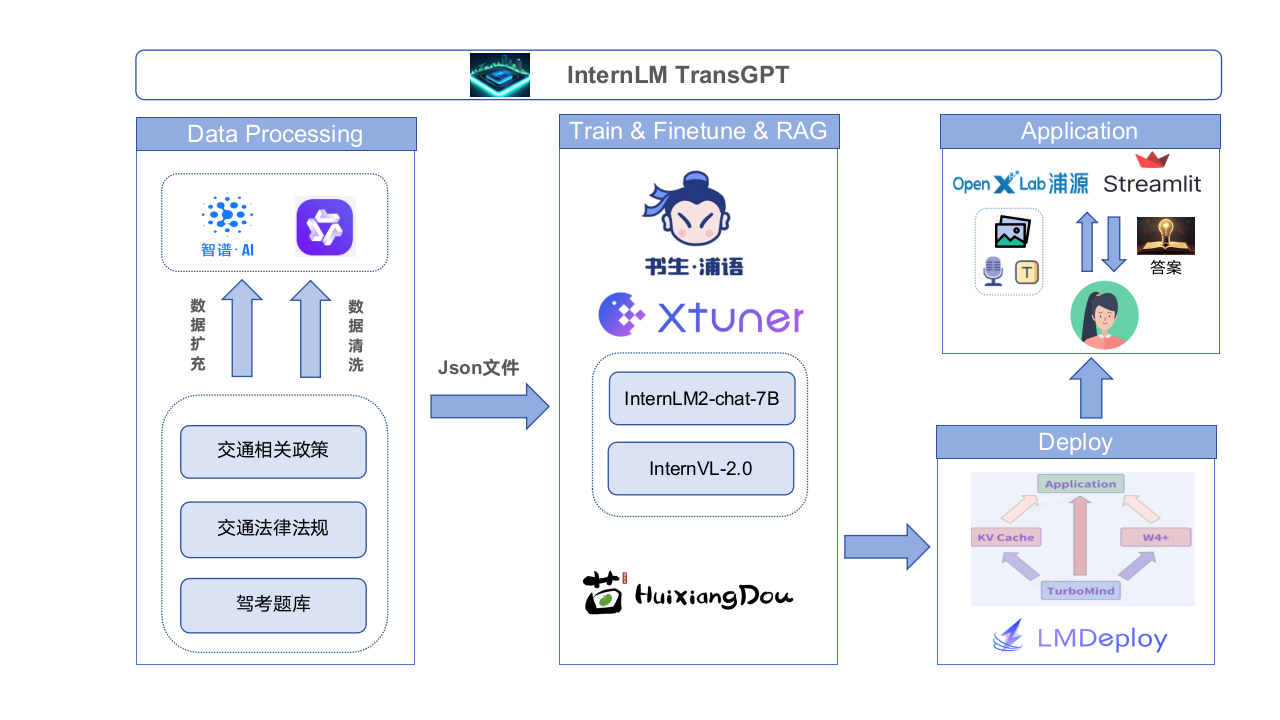 InternLM TransGPT
Data Processing
智谱·AI
数据扩充
数据清洗
交通相关政策
交通法律法规
驾考题库
Json文件
Train & Finetune & RAG
书生·浦语
Xtuner
InternLM2-chat-7B
InternVL-2.0
HuixiangDou
Application
OpenXLab浦源
Streamlit
T
答案
Deploy
Application
KV Cache
W4+
TurboMind
LMDeploy